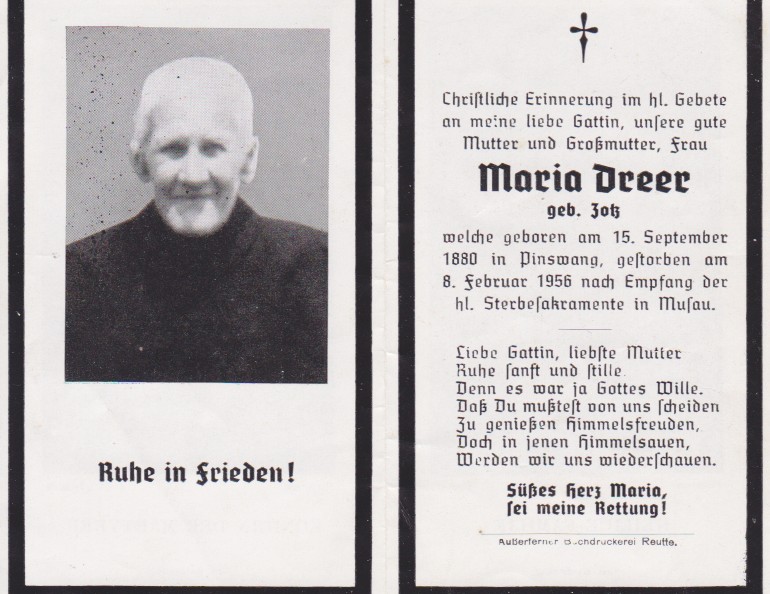 Ruhe in Frieden!
Christliche Erinnerung im hl. Gebete
an meine liebe Gattin, unsere gute
Mutter und Großmutter, Frau
Maria Dreer
geb. Zotz
welche geboren am 15. September
1880 in Pinswang, gestorben am
8. Februar 1956 nach Empfang der
hl. Sterbesakramente in Musau.
Liebe Gattin, liebste Mutter
Ruhe sanft und stille.
Denn es war ja Gottes Wille.
Daß Du mußtest von uns scheiden
Zu genießen Himmelsfreuden,
Doch in jenen Himmelsauen,
Werden wir uns wiederschauen.
Süßes Herz Maria,
sei meine Rettung!
Außerferner Buchdruckerei Reutte.